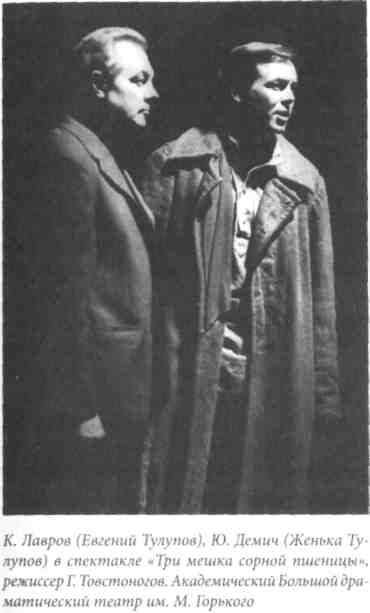 К. Лавров (Евгений Тулупов), Ю. Демич (Женька Ту-
лупов) в спектакле «Три мешка сорной пшеницы»,
режиссер Г. Товстоногов. Академический Большой дра-
матический театр им. М. Горького